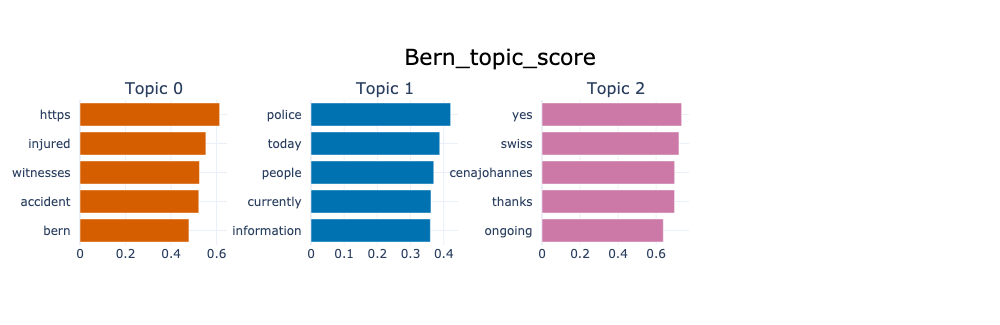 Bern_topic_score
Topic 0
https
injured
witnesses
accident
bern
0 0.2 0.4 0.6
Topic 1
police
today
people
currently
information
0 0.1 0.2 0.3 0.4
Topic 2
yes
swiss
cenajohannes
thanks
ongoing
0 0.2 0.4 0.6